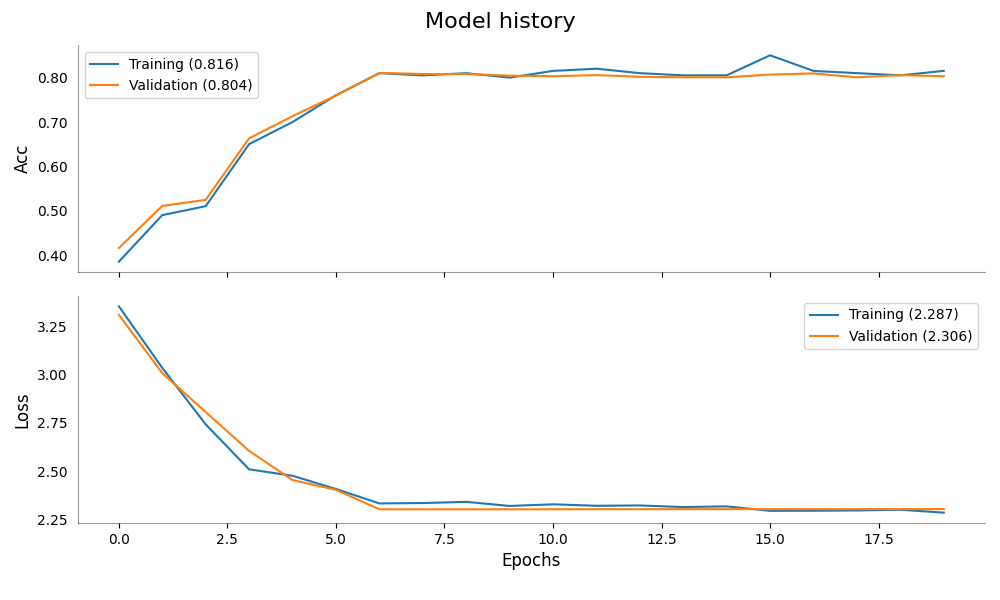 Model history
Training (0.816)
Validation (0.804)
Acc
0.80
0.70
0.60
0.50
0.40
Training (2.287)
Validation (2.306)
Loss
3.25
3.00
2.75
2.50
2.25
0.0 2.5 5.0 7.5 10.0 12.5 15.0 17.5
Epochs